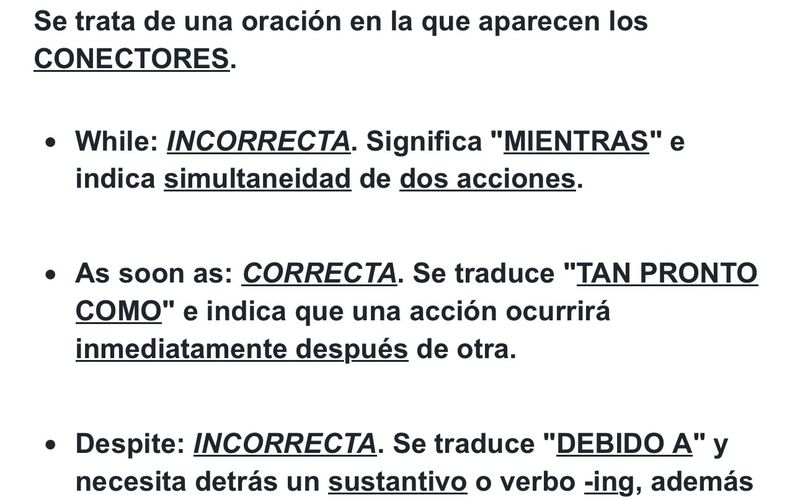 Se trata de una oración en la que aparecen los
CONECTORES.
• While: INCORRECTA. Significa "MIENTRAS" e
indica simultaneidad de dos acciones.
• As soon as: CORRECTA. Se traduce "TAN PRONTO
COMO" e indica que una acción ocurrirá
inmediatamente después de otra.
• Despite: INCORRECTA. Se traduce "DEBIDO A" y
necesita detrás un sustantivo o verbo -ing, además